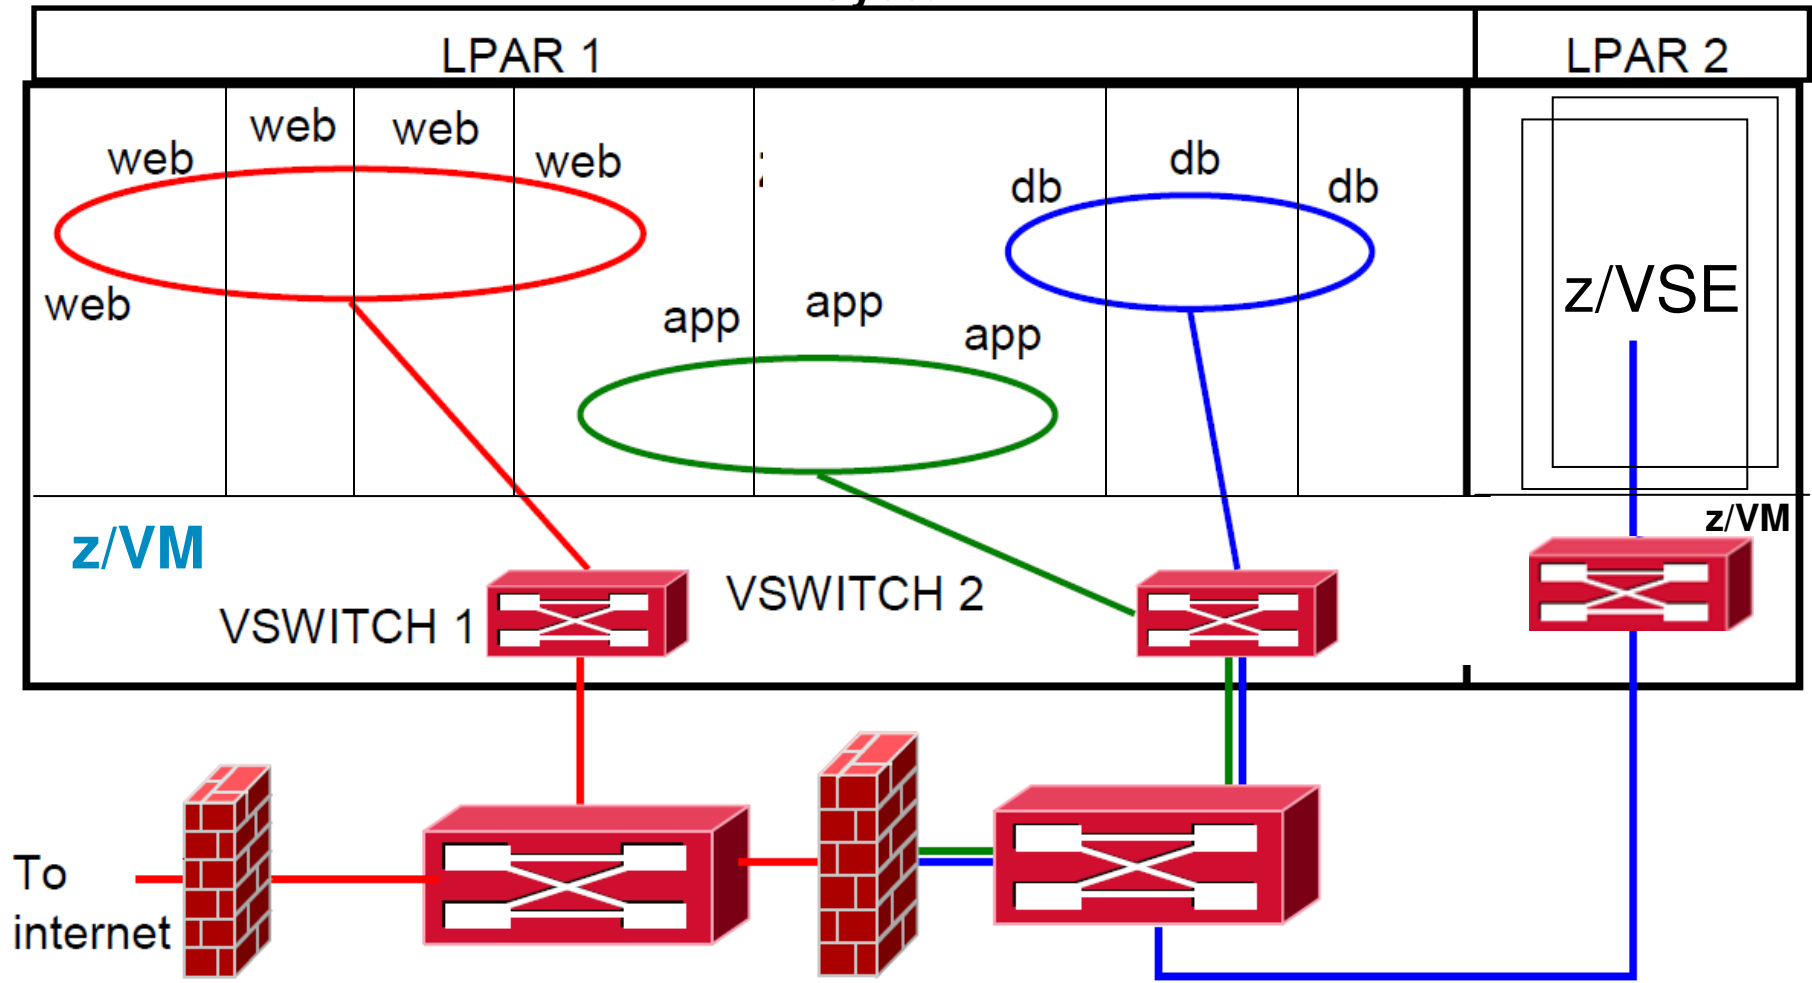 LPAR 1
LPAR 2
web
web
web
web
web
db
db
db
app
app
app
z/VSE
z/VM
z/VM
VSWITCH 1
VSWITCH 2
To
internet